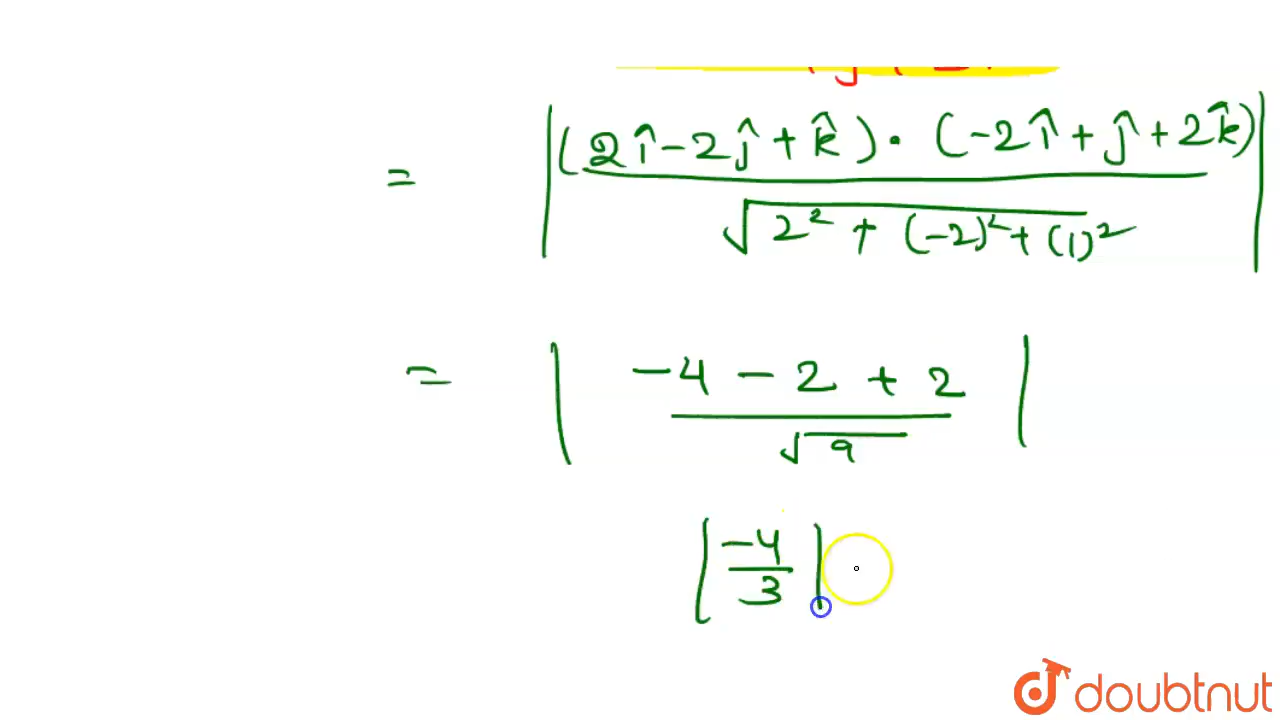 = | (2î - 2ĵ + k̂) · (-2î + ĵ + 2k̂) |
√2² + (-2)² + (1)²
= | -4 - 2 + 2 |
√9
| -4 |
3
doubtnut